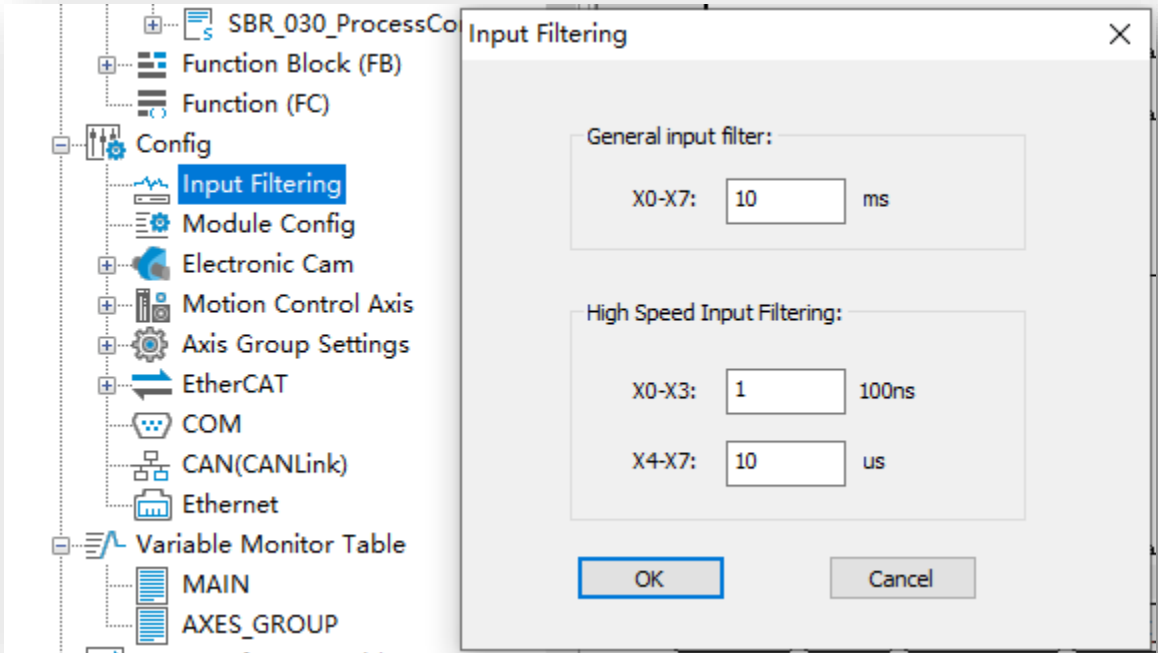 SBR_030_ProcessCo
Function Block (FB)
Function (FC)
Config
Input Filtering
Module Config
Electronic Cam
Motion Control Axis
Axis Group Settings
EtherCAT
COM
CAN(CANLink)
Ethernet
Variable Monitor Table
MAIN
AXES_GROUP
Input Filtering
General input filter:
X0-X7: 10 ms
High Speed Input Filtering:
X0-X3: 1 100ns
X4-X7: 10 us
OK Cancel